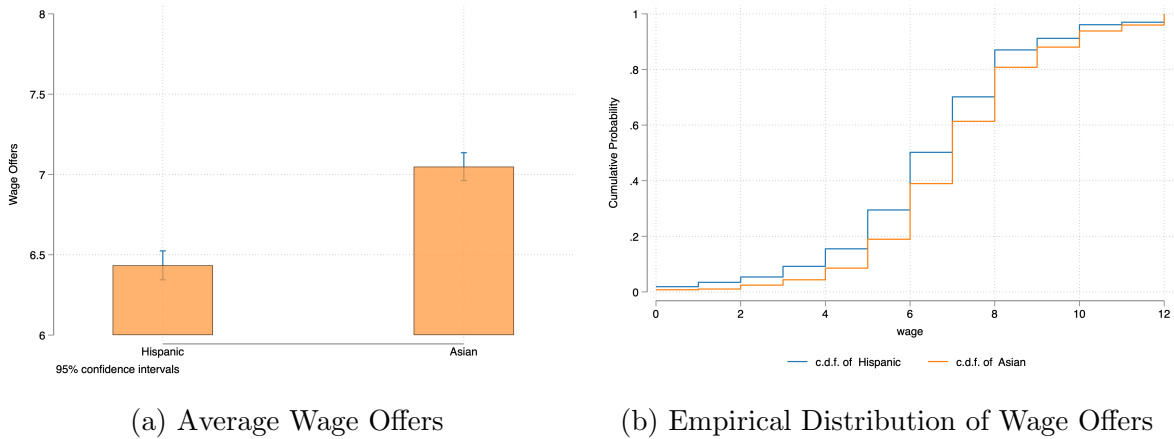 8
7.5
7
6.5
6
Wage Offers
Hispanic
Asian
95% confidence intervals
(a) Average Wage Offers
1
.8
.6
.4
.2
0
Cumulative Probability
0 2 4 6 8 10 12
wage
c.d.f. of Hispanic
c.d.f. of Asian
(b) Empirical Distribution of Wage Offers